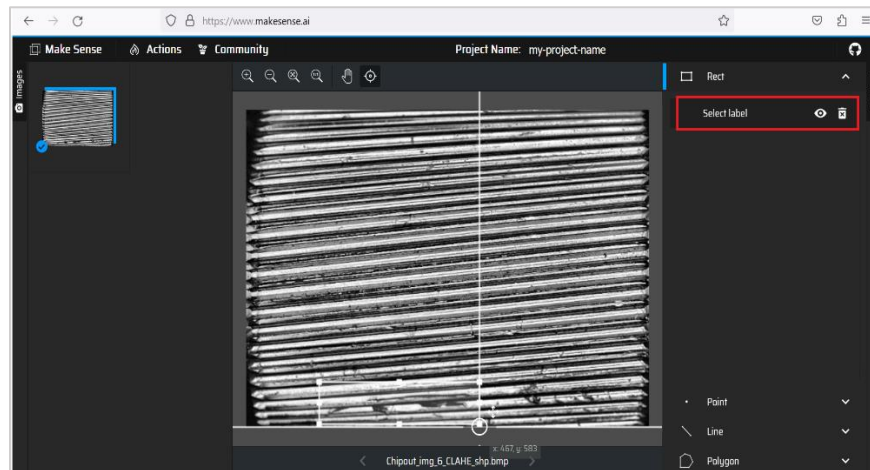 https://www.makesense.ai
Make Sense Actions Community Project Name: my-project-name
Images
Rect
Select label
Point
Line
Polygon
x: 467, y: 583
Chipout_img_6_CLAHE_shp.bmp